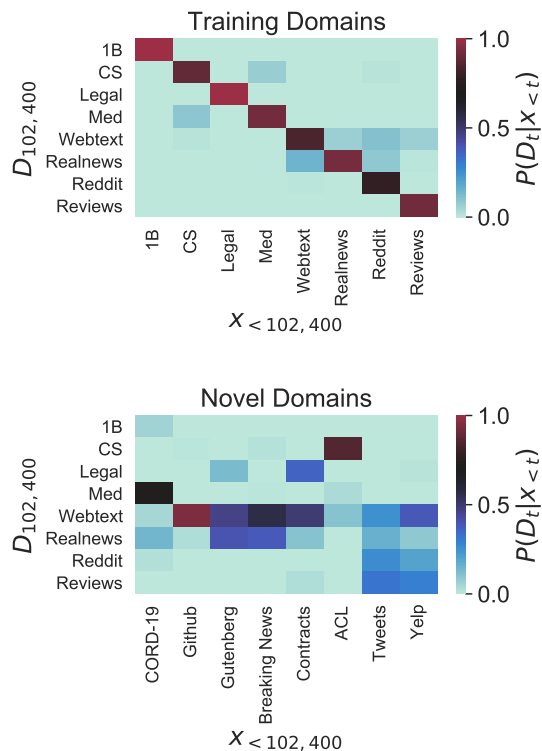 Training Domains
1B
CS
Legal
Med
Webtext
Realnews
Reddit
Reviews
D102,400
1B
CS
Legal
Med
Webtext
Realnews
Reddit
Reviews
x<102,400
1.0
0.5
0.0
P(Dt|x<t)
Novel Domains
1B
CS
Legal
Med
Webtext
Realnews
Reddit
Reviews
D102,400
CORD-19
Github
Gutenberg
Breaking News
Contracts
ACL
Tweets
Yelp
x<102,400
1.0
0.5
0.0
P(Dt|x<t)